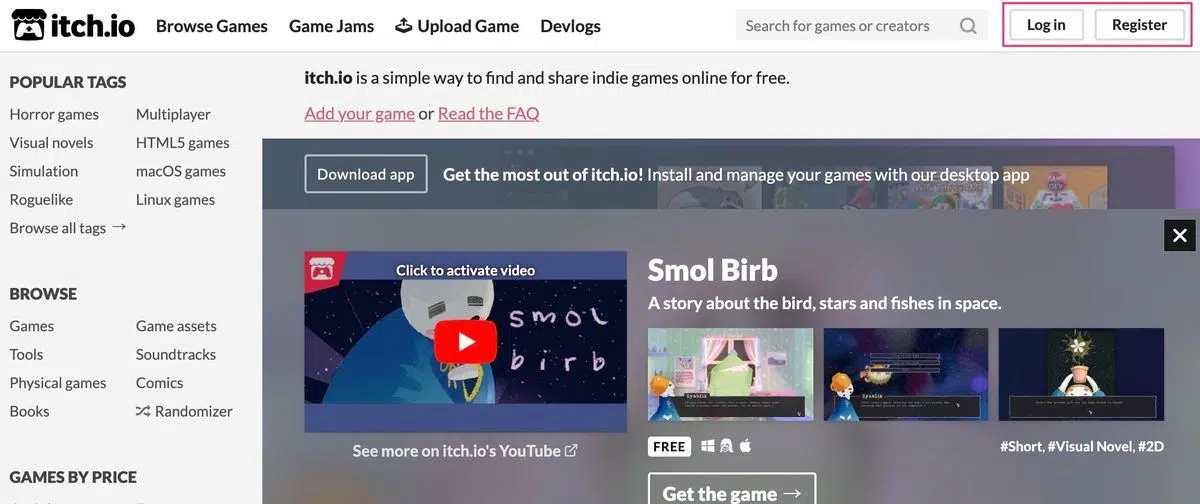 itch.io
Browse Games
Game Jams
Upload Game
Devlogs
Search for games or creators
Log in
Register
POPULAR TAGS
Horror games
Multiplayer
Visual novels
HTML5 games
Simulation
macOS games
Roguelike
Linux games
Browse all tags →
BROWSE
Games
Game assets
Tools
Soundtracks
Physical games
Comics
Books
Randomizer
GAMES BY PRICE
itch.io is a simple way to find and share indie games online for free.
Add your game or Read the FAQ
Download app
Get the most out of itch.io! Install and manage your games with our desktop app
Click to activate video
smol
birb
See more on itch.io's YouTube
Smol Birb
A story about the bird, stars and fishes in space.
FREE
#Short, #Visual Novel, #2D
Get the game →